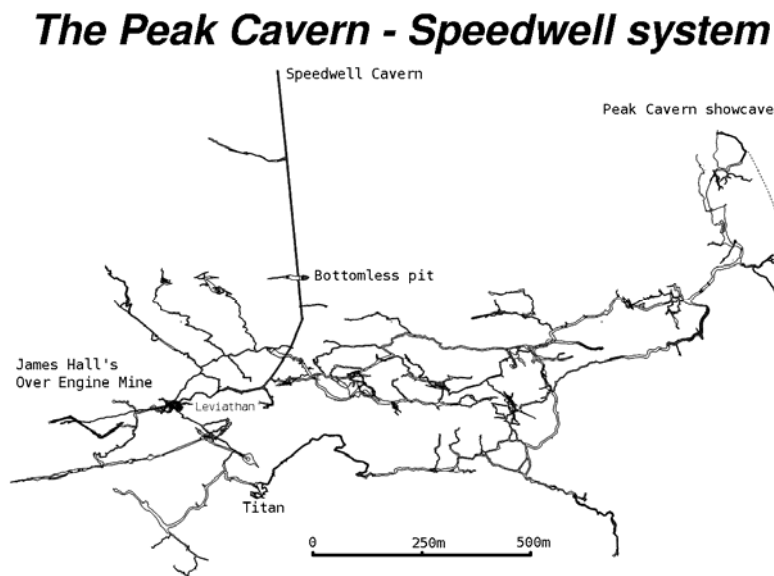 The Peak Cavern - Speedwell system
Speedwell Cavern
Peak Cavern showcave
Bottomless pit
James Hall's
Over Engine Mine
Leviathan
Titan
0 250m 500m